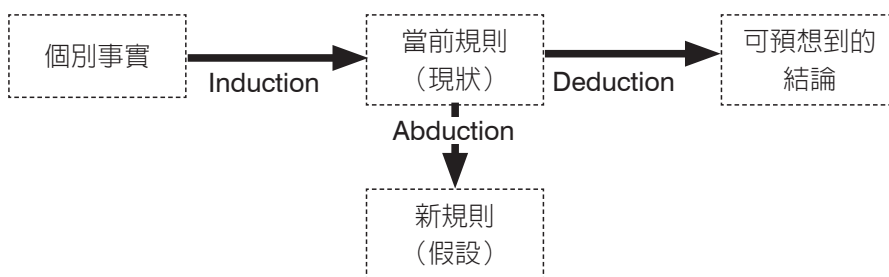 個別事實
Induction
當前規則
（現狀）
Deduction
可預想到的
結論
Abduction
新規則
（假設）